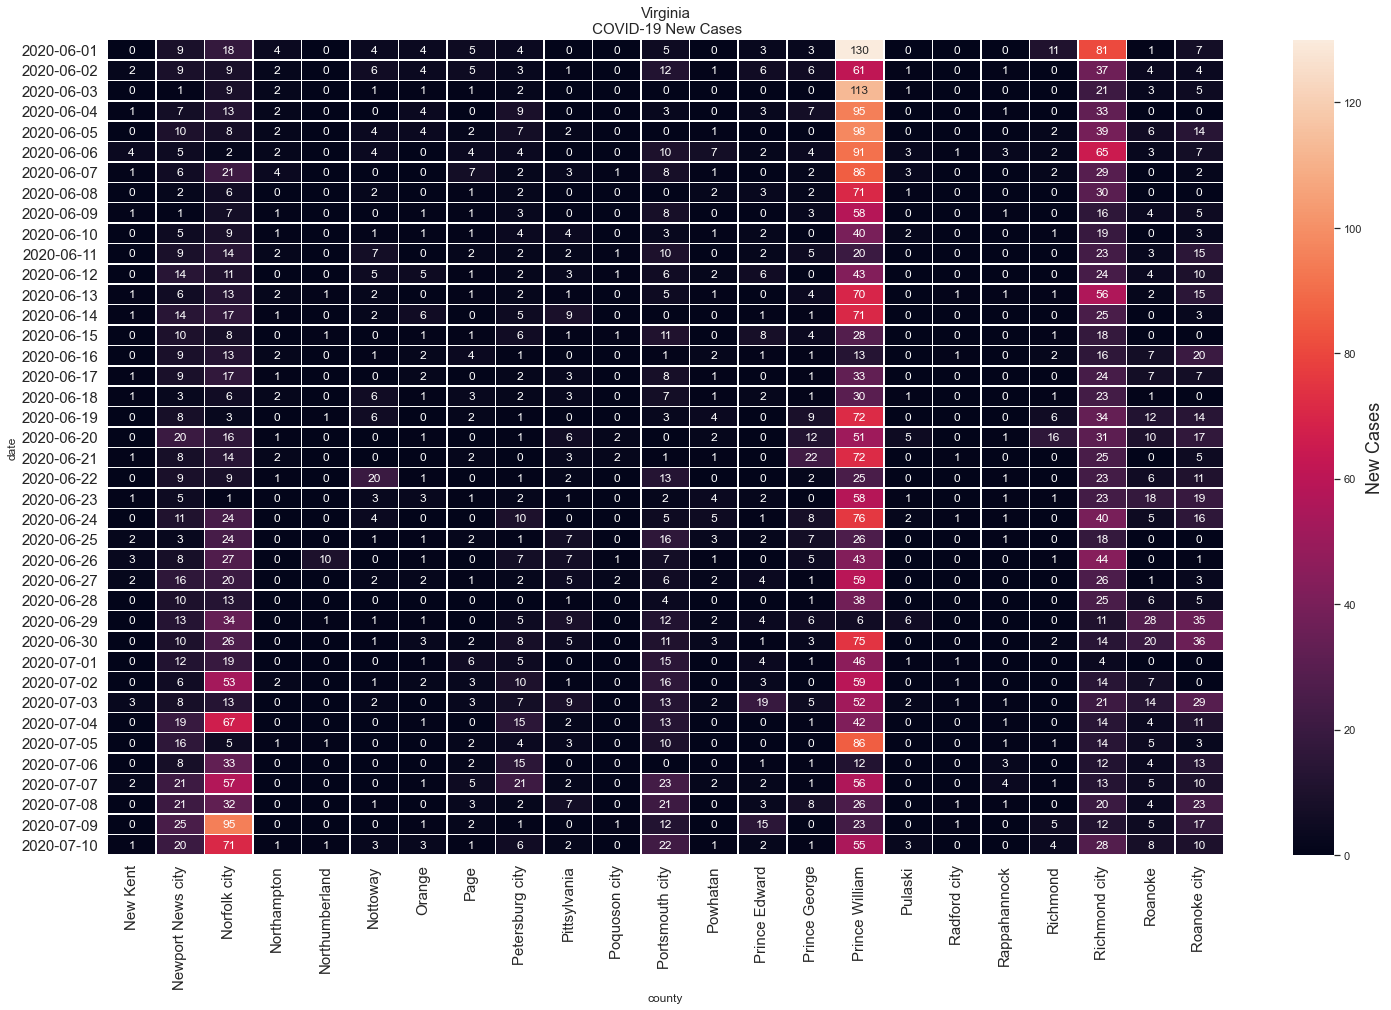 Virginia
COVID-19 New Cases
2020-06-01 0 9 18 4 0 4 4 5 4 0 0 5 0 3 3 130 0 0 0 11 81 1 7
2020-06-02 2 9 9 2 0 6 4 5 3 1 0 12 1 6 6 61 1 0 1 0 37 4 4
2020-06-03 0 1 9 2 0 1 1 1 2 0 0 0 0 0 0 113 1 0 0 0 21 3 5
2020-06-04 1 7 13 2 0 0 4 0 9 0 0 3 0 3 7 95 0 0 1 0 33 0 0
2020-06-05 0 10 8 2 0 4 4 2 7 2 0 0 1 0 0 98 0 0 0 2 39 6 14
2020-06-06 4 5 2 2 0 4 0 4 4 0 0 10 7 2 4 91 3 1 3 2 65 3 7
2020-06-07 1 6 21 4 0 0 0 7 2 3 1 8 1 0 2 86 3 0 0 2 29 0 2
2020-06-08 0 2 6 0 0 2 0 1 2 0 0 0 2 3 2 71 1 0 0 0 30 0 0
2020-06-09 1 1 7 1 0 0 1 1 3 0 0 8 0 0 3 58 0 0 1 0 16 4 5
2020-06-10 0 5 9 1 0 1 1 1 4 4 0 3 1 2 0 40 2 0 0 1 19 0 3
2020-06-11 0 9 14 2 0 7 0 2 2 2 1 10 0 2 5 20 0 0 0 0 23 3 15
2020-06-12 0 14 11 0 0 5 5 1 2 3 1 6 2 6 0 43 0 0 0 0 24 4 10
2020-06-13 1 6 13 2 1 2 0 1 2 1 0 5 1 0 4 70 0 1 1 1 56 2 15
2020-06-14 1 14 17 1 0 2 6 0 5 9 0 0 0 1 1 71 0 0 0 0 25 0 3
2020-06-15 0 10 8 0 1 0 1 1 6 1 1 11 0 8 4 28 0 0 0 1 18 0 0
2020-06-16 0 9 13 2 0 1 2 4 1 0 0 1 2 1 1 13 0 1 0 2 16 7 20
2020-06-17 1 9 17 1 0 0 2 0 2 3 0 8 1 0 1 33 0 0 0 0 24 7 7
2020-06-18 1 3 6 2 0 6 1 3 2 3 0 7 1 2 1 30 1 0 0 1 23 1 0
2020-06-19 0 8 3 0 1 6 0 2 1 0 0 3 4 0 9 72 0 0 0 6 34 12 14
2020-06-20 0 20 16 1 0 0 1 0 1 6 2 0 2 0 12 51 5 0 1 16 31 10 17
2020-06-21 1 8 14 2 0 0 0 2 0 3 2 1 1 0 22 72 0 1 0 0 25 0 5
2020-06-22 0 9 9 1 0 20 1 0 1 2 0 13 0 0 2 25 0 0 1 0 23 6 11
2020-06-23 1 5 1 0 0 3 3 1 2 1 0 2 4 2 0 58 1 0 1 1 23 18 19
2020-06-24 0 11 24 0 0 4 0 0 10 0 0 5 5 1 8 76 2 1 1 0 40 5 16
2020-06-25 2 3 24 0 0 1 1 2 1 7 0 16 3 2 7 26 0 0 0 1 18 0 0
2020-06-26 3 8 27 0 10 0 1 0 7 7 1 7 1 0 5 43 0 0 0 1 44 0 1
2020-06-27 2 16 20 0 0 2 2 1 2 5 2 6 2 4 1 59 0 0 0 0 26 1 3
2020-06-28 0 10 13 0 0 0 0 0 0 1 0 4 0 0 1 38 0 0 0 0 25 6 5
2020-06-29 0 13 34 0 1 1 1 0 5 9 0 12 2 4 6 6 6 0 0 0 11 28 35
2020-06-30 0 10 26 0 0 1 3 2 8 5 0 11 3 1 3 75 0 0 0 2 14 20 36
2020-07-01 0 12 19 0 0 0 1 6 5 0 0 15 0 4 1 46 1 1 0 0 4 0 0
2020-07-02 0 6 53 2 0 1 2 3 10 1 0 16 0 3 0 59 0 1 0 0 14 7 0
2020-07-03 3 8 13 0 0 2 0 3 7 9 0 13 2 19 5 52 2 1 1 0 21 14 29
2020-07-04 0 19 67 0 0 0 1 0 15 2 0 13 0 0 1 42 0 0 1 0 14 4 11
2020-07-05 0 16 5 1 1 0 0 2 4 3 0 10 0 0 0 86 0 0 1 1 14 5 3
2020-07-06 0 8 33 0 0 0 0 2 15 0 0 0 0 1 1 12 0 0 3 0 12 4 13
2020-07-07 2 21 57 0 0 0 1 5 21 2 0 23 2 2 1 56 0 0 4 1 13 5 10
2020-07-08 0 21 32 0 0 1 0 3 2 7 0 21 0 3 8 26 0 1 1 0 20 4 23
2020-07-09 0 25 95 0 0 0 1 2 1 0 1 12 0 15 0 23 0 1 0 5 12 5 17
2020-07-10 1 20 71 1 1 3 3 1 6 2 0 22 1 2 1 55 3 0 0 4 28 8 10
date
New Kent
Newport News city
Norfolk city
Northampton
Northumberland
Nottoway
Orange
Page
Petersburg city
Pittsylvania
Poquoson city
Portsmouth city
Powhatan
Prince Edward
Prince George
Prince William
Pulaski
Radford city
Rappahannock
Richmond
Richmond city
Roanoke
Roanoke city
county
120
100
80
60
40
20
0
New Cases